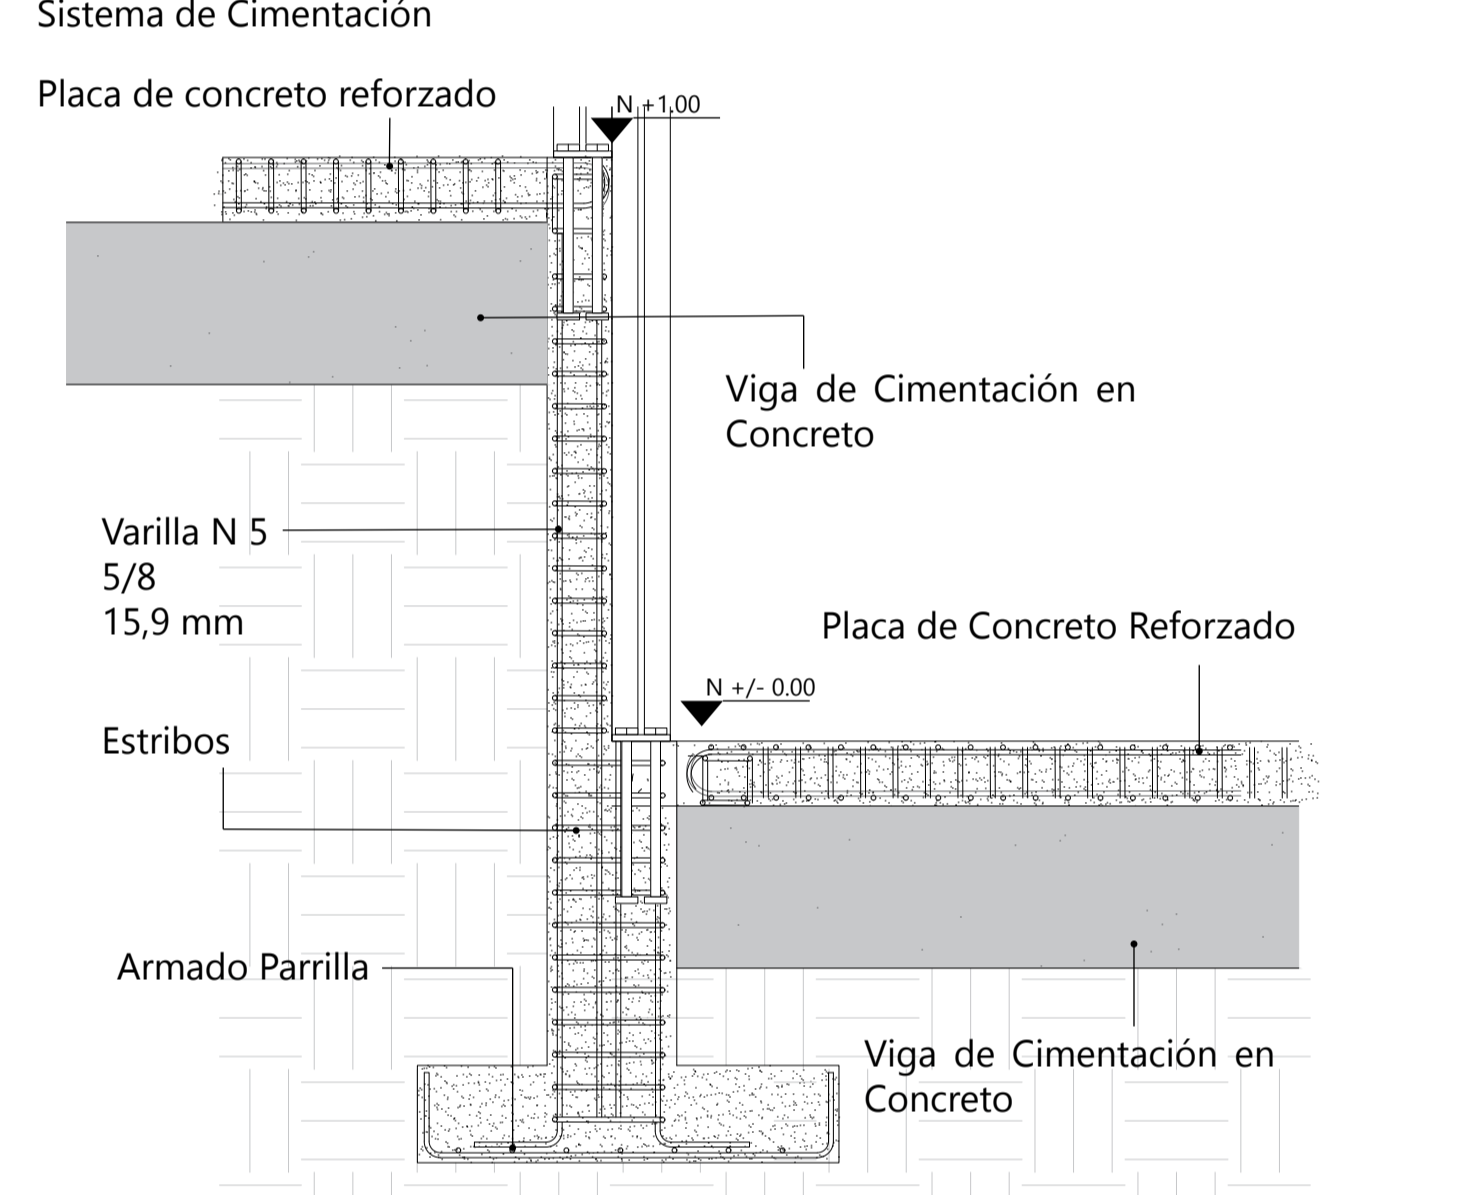 Sistema de Cimentación
Placa de concreto reforzado
N +1.00
Viga de Cimentación en
Concreto
Varilla N 5
5/8
15,9 mm
Placa de Concreto Reforzado
N +/- 0.00
Estribos
Armado Parrilla
Viga de Cimentación en
Concreto